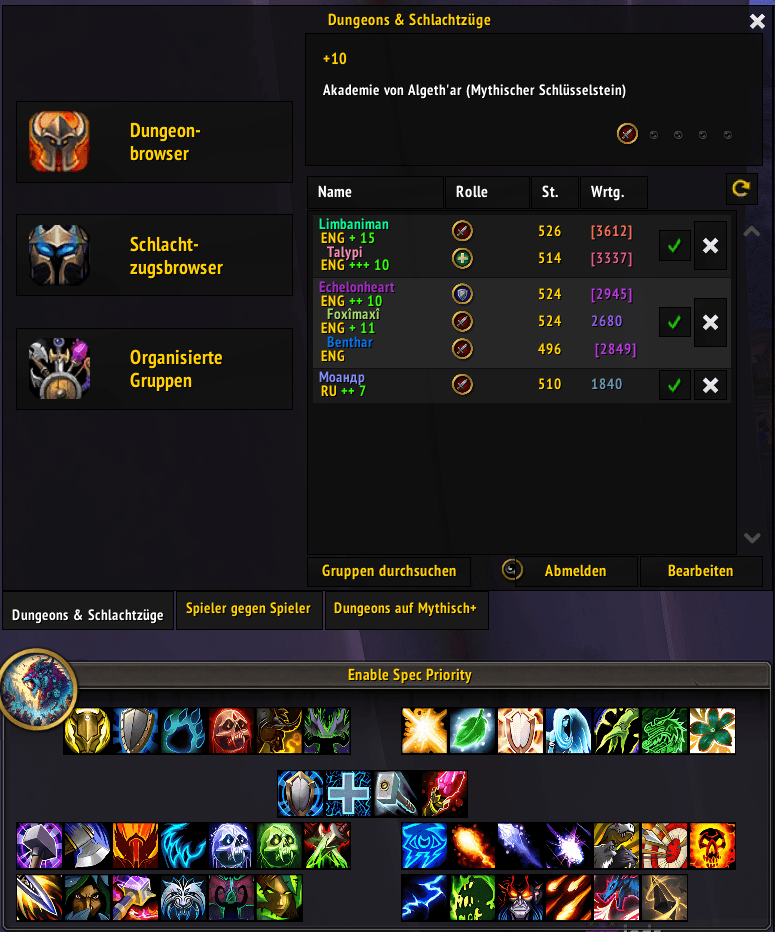 Dungeons & Schlachtzüge
+10
Akademie von Algeth'ar (Mythischer Schlüsselstein)
Dungeon-
browser
Schlacht-
zugsbrowser
Organisierte
Gruppen
Name Rolle St. Wrtg.
Limbaniman 526 [3612]
ENG + 15
Talypi 514 [3337]
ENG +++ 10
Echelonheart 524 [2945]
ENG ++ 10
Foxîmaxî 524 2680
ENG + 11
Benthar 496 [2849]
ENG
Моандр 510 1840
RU ++ 7
Gruppen durchsuchen Abmelden Bearbeiten
Dungeons & Schlachtzüge Spieler gegen Spieler Dungeons auf Mythisch+
Enable Spec Priority